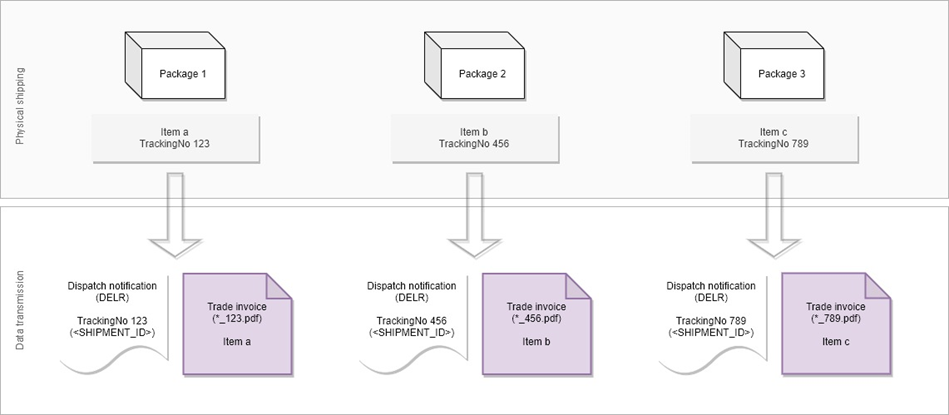 Physical shipping
Package 1
Package 2
Package 3
Item a
TrackingNo 123
Item b
TrackingNo 456
Item c
TrackingNo 789
Data transmission
Dispatch notification
(DELR)
TrackingNo 123
(<SHIPMENT_ID>)
Trade invoice
(*_123.pdf)
Item a
Dispatch notification
(DELR)
TrackingNo 456
(<SHIPMENT_ID>)
Trade invoice
(*_456.pdf)
Item b
Dispatch notification
(DELR)
TrackingNo 789
(<SHIPMENT_ID>)
Trade invoice
(*_789.pdf)
Item c